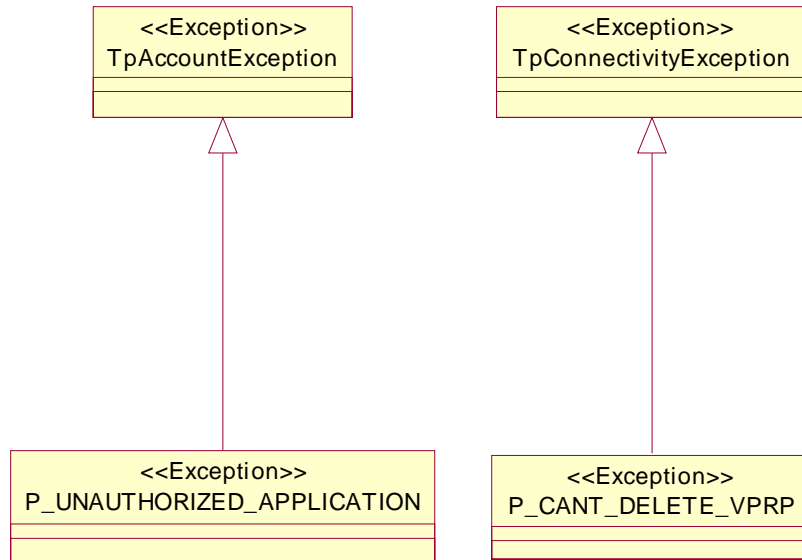 <<Exception>>
TpAccountException
<<Exception>>
TpConnectivityException
<<Exception>>
P_UNAUTHORIZED_APPLICATION
<<Exception>>
P_CANT_DELETE_VPRP